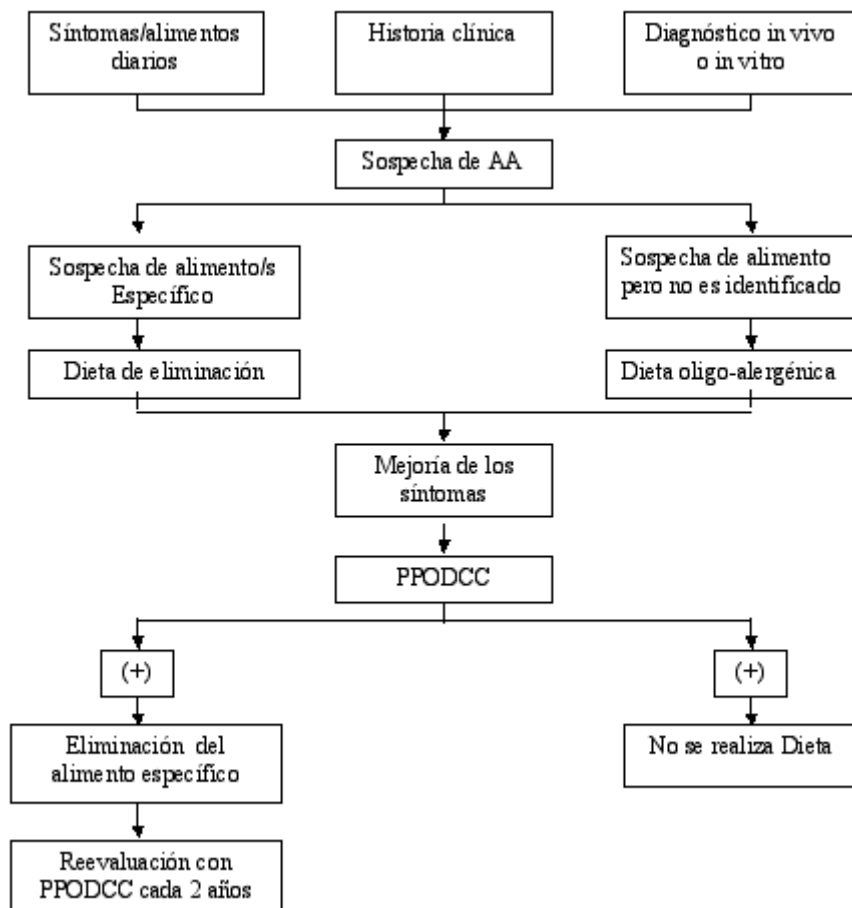 Síntomas/alimentos
diarios
Historia clínica
Diagnóstico in vivo
o in vitro
Sospecha de AA
Sospecha de alimento/s
Específico
Sospecha de alimento
pero no es identificado
Dieta de eliminación
Dieta oligo-alergénica
Mejoría de los
síntomas
PPODCC
(+)
(+)
Eliminación del
alimento específico
No se realiza Dieta
Reevaluación con
PPODCC cada 2 años